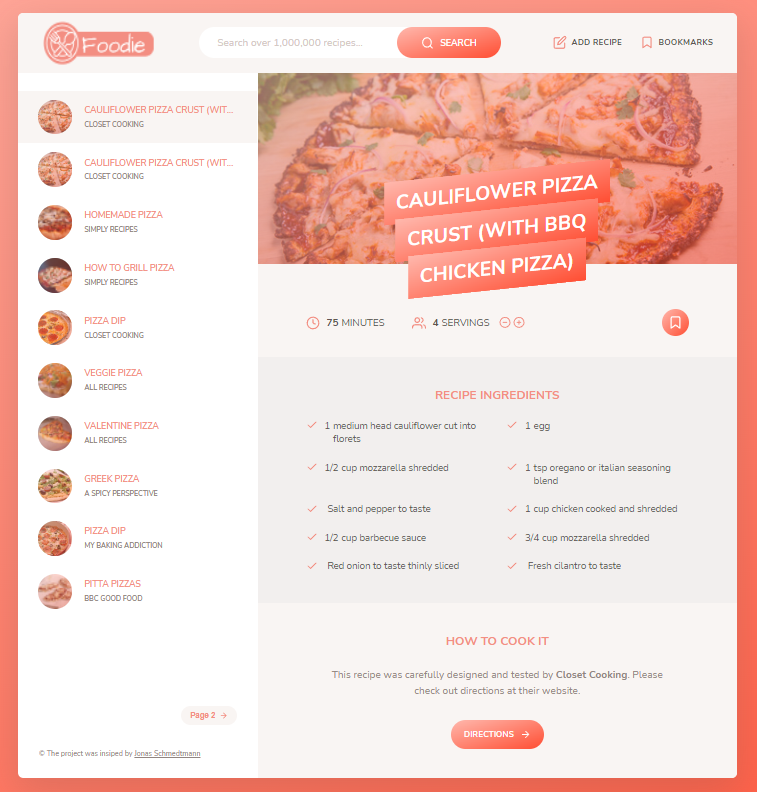 Foodie
Search over 1,000,000 recipes...
SEARCH
ADD RECIPE
BOOKMARKS
CAULIFLOWER PIZZA CRUST (WIT...
CLOSET COOKING
CAULIFLOWER PIZZA CRUST (WIT...
CLOSET COOKING
HOMEMADE PIZZA
SIMPLY RECIPES
HOW TO GRILL PIZZA
SIMPLY RECIPES
PIZZA DIP
CLOSET COOKING
VEGGIE PIZZA
ALL RECIPES
VALENTINE PIZZA
ALL RECIPES
GREEK PIZZA
A SPICY PERSPECTIVE
PIZZA DIP
MY BAKING ADDICTION
PITTA PIZZAS
BBC GOOD FOOD
Page 2
© The project was insiped by Jonas Schmedtmann
CAULIFLOWER PIZZA
CRUST (WITH BBQ
CHICKEN PIZZA)
75 MINUTES
4 SERVINGS
RECIPE INGREDIENTS
1 medium head cauliflower cut into
florets
1 egg
1/2 cup mozzarella shredded
1 tsp oregano or italian seasoning
blend
Salt and pepper to taste
1 cup chicken cooked and shredded
1/2 cup barbecue sauce
3/4 cup mozzarella shredded
Red onion to taste thinly sliced
Fresh cilantro to taste
HOW TO COOK IT
This recipe was carefully designed and tested by Closet Cooking. Please
check out directions at their website.
DIRECTIONS